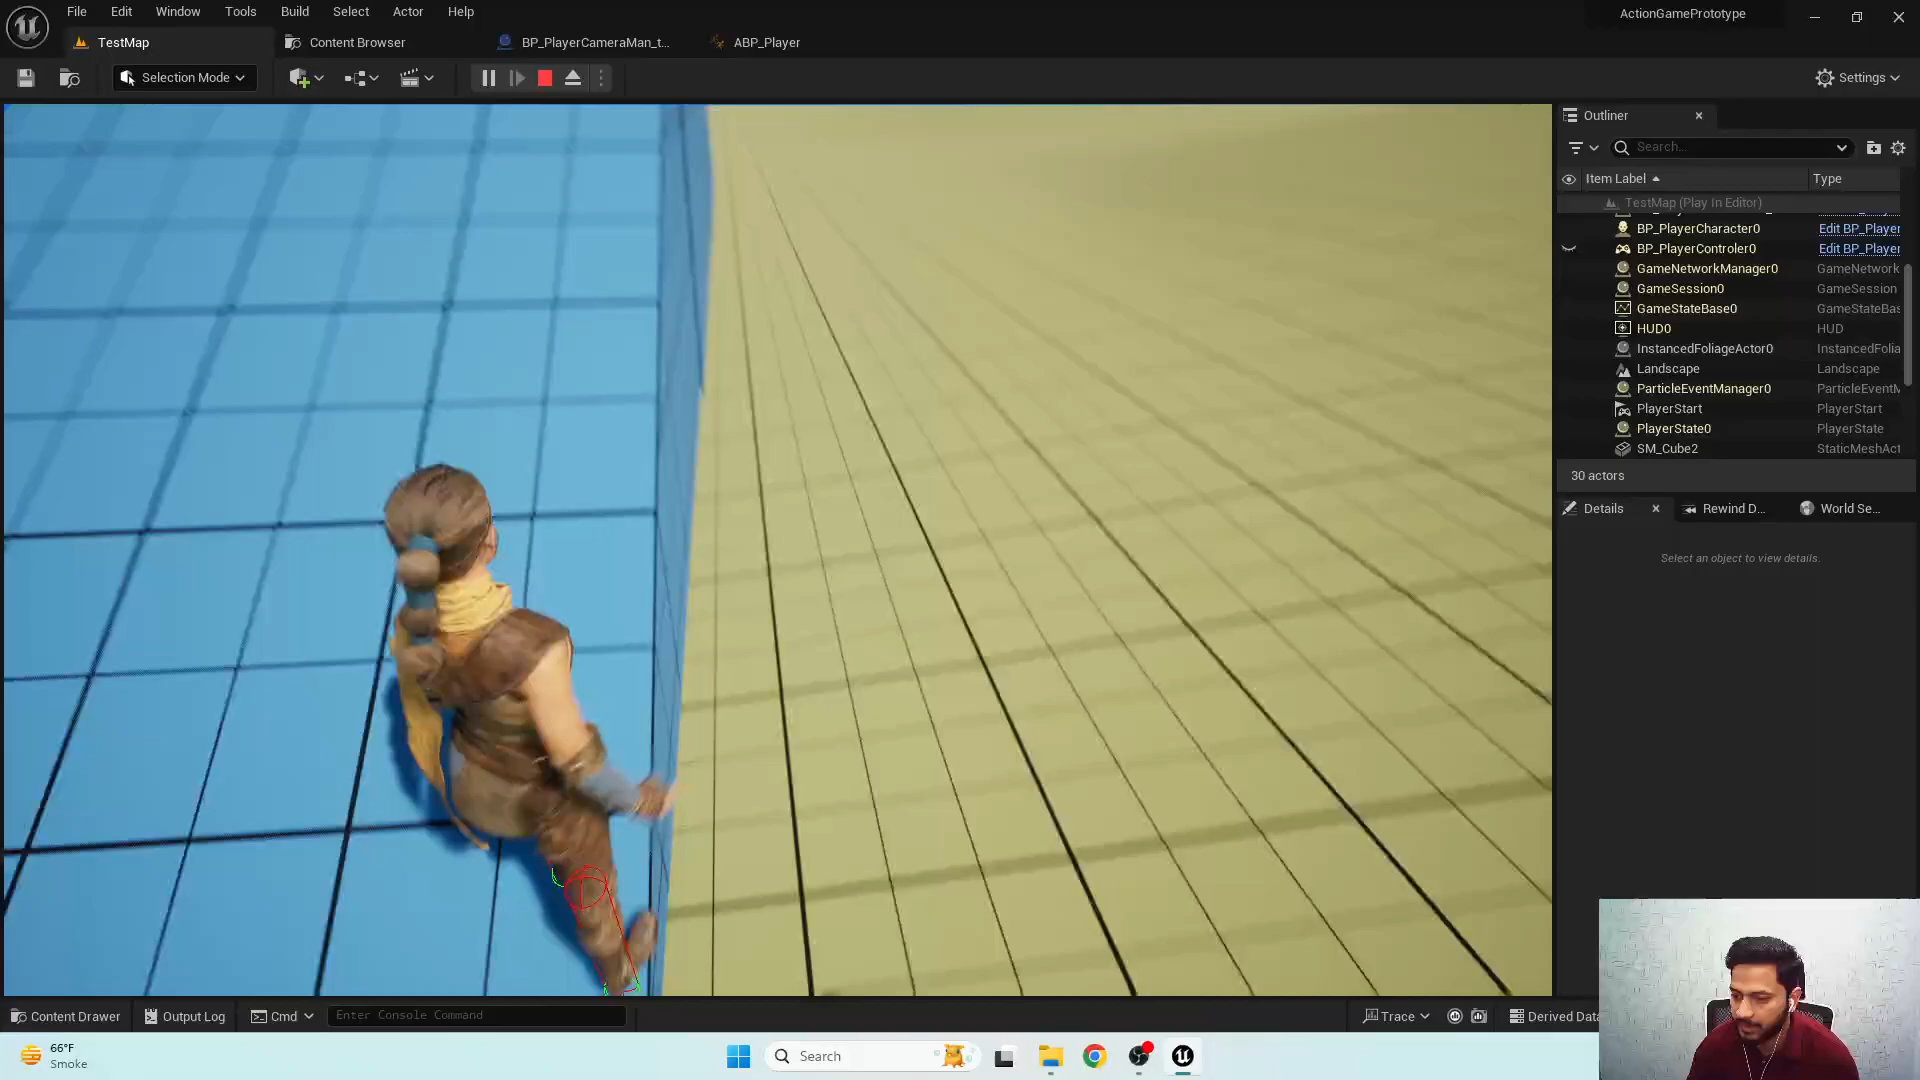 File Edit Window Tools Build Select Actor Help
ActionGamePrototype
TestMap
Content Browser
BP_PlayerCameraMan_t...
ABP_Player
Selection Mode
Settings
Outliner
Search...
Item Label
Type
TestMap (Play In Editor)
BP_PlayerCharacter0 Edit BP_Player
BP_PlayerControler0 Edit BP_Player
GameNetworkManager0 GameNetwork
GameSession0 GameSession
GameStateBase0 GameStateBas
HUD0 HUD
InstancedFoliageActor0 InstancedFolia
Landscape Landscape
ParticleEventManager0 ParticleEventM
PlayerStart PlayerStart
PlayerState0 PlayerState
SM_Cube2 StaticMeshAct
30 actors
Details
Rewind D...
World Se...
Select an object to view details.
Content Drawer
Output Log
Cmd
Enter Console Command
Trace
Derived Data
66°F
Smoke
Search